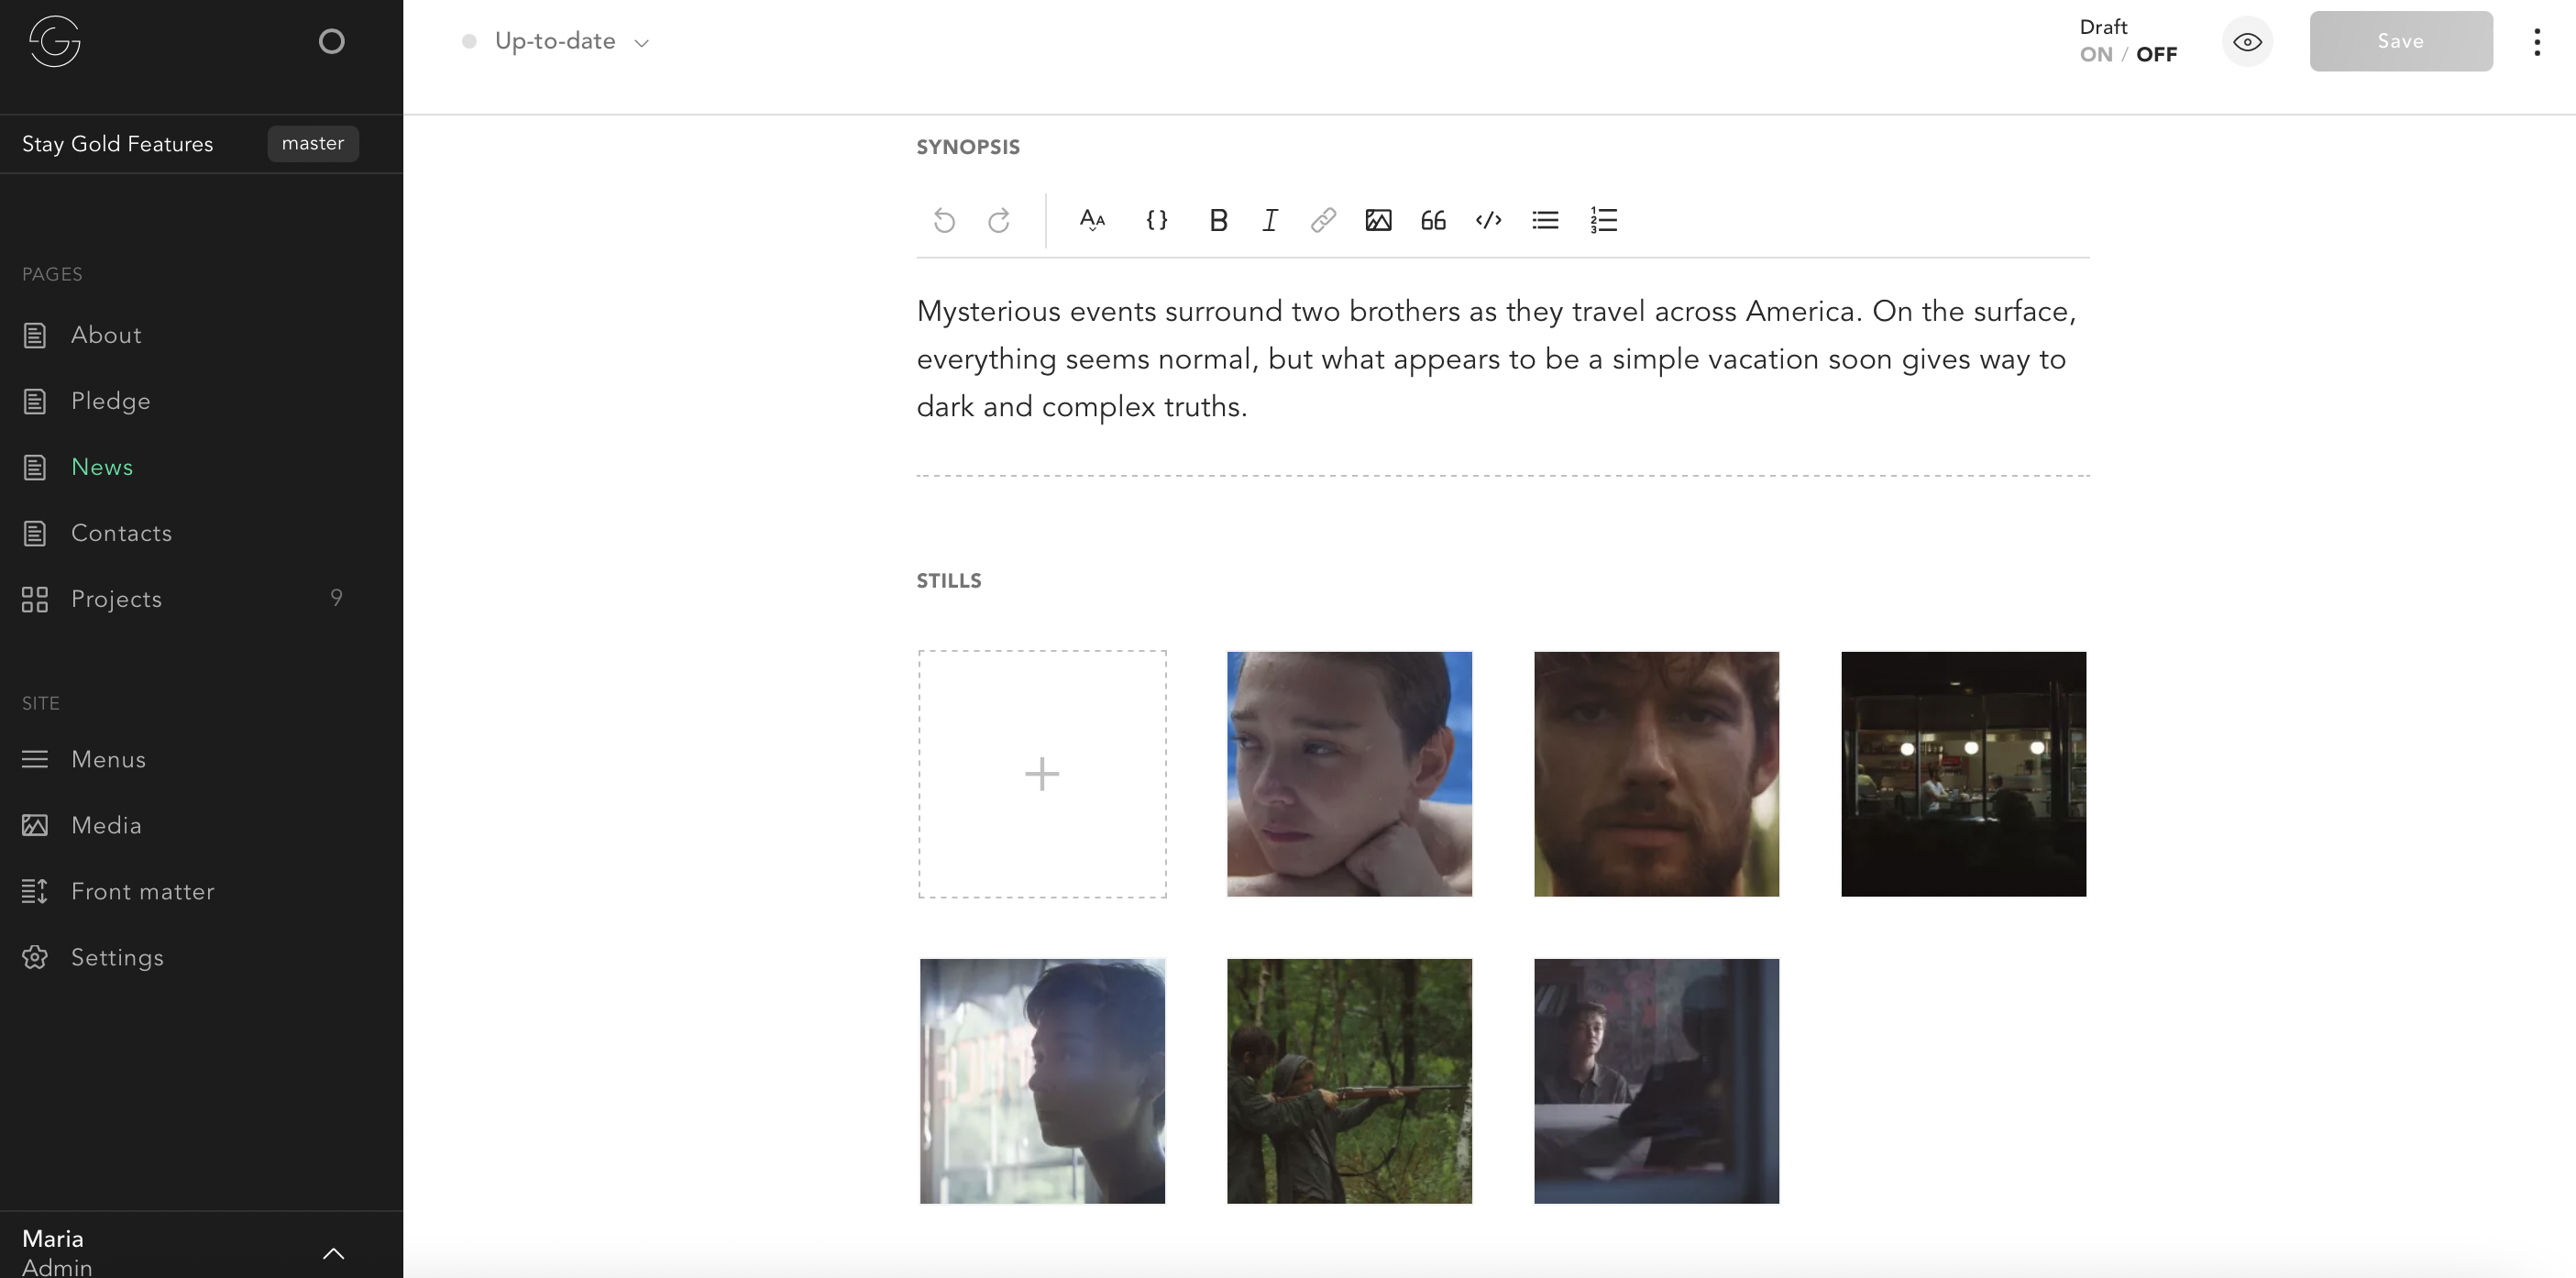 Up-to-date
Draft
ON / OFF
Save
Stay Gold Features
master
PAGES
About
Pledge
News
Contacts
Projects 9
SITE
Menus
Media
Front matter
Settings
Maria
Admin
SYNOPSIS
Mysterious events surround two brothers as they travel across America. On the surface,
everything seems normal, but what appears to be a simple vacation soon gives way to
dark and complex truths.
STILLS